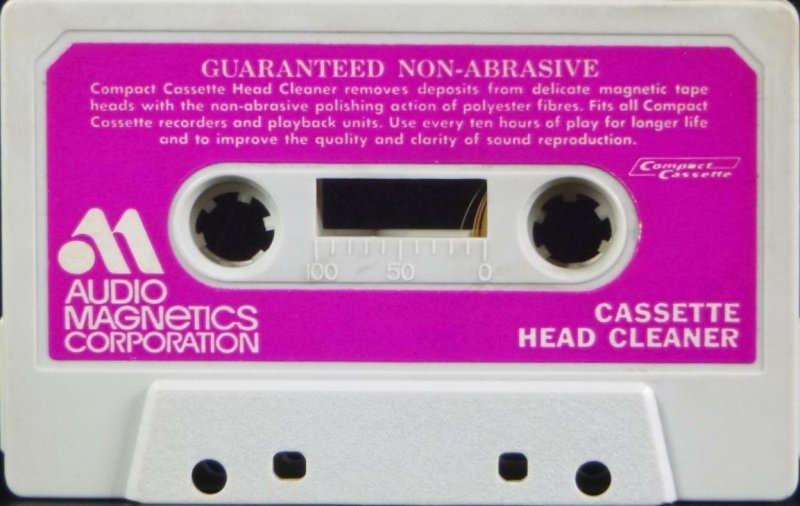 GUARANTEED NON-ABRASIVE
Compact Cassette Head Cleaner removes deposits from delicate magnetic tape
heads with the non-abrasive polishing action of polyester fibres. Fits all Compact
Cassette recorders and playback units. Use every ten hours of play for longer life
and to improve the quality and clarity of sound reproduction.
Compact
Cassette
100 50 0
AUDIO
MAGNETICS
CORPORATION
CASSETTE
HEAD CLEANER